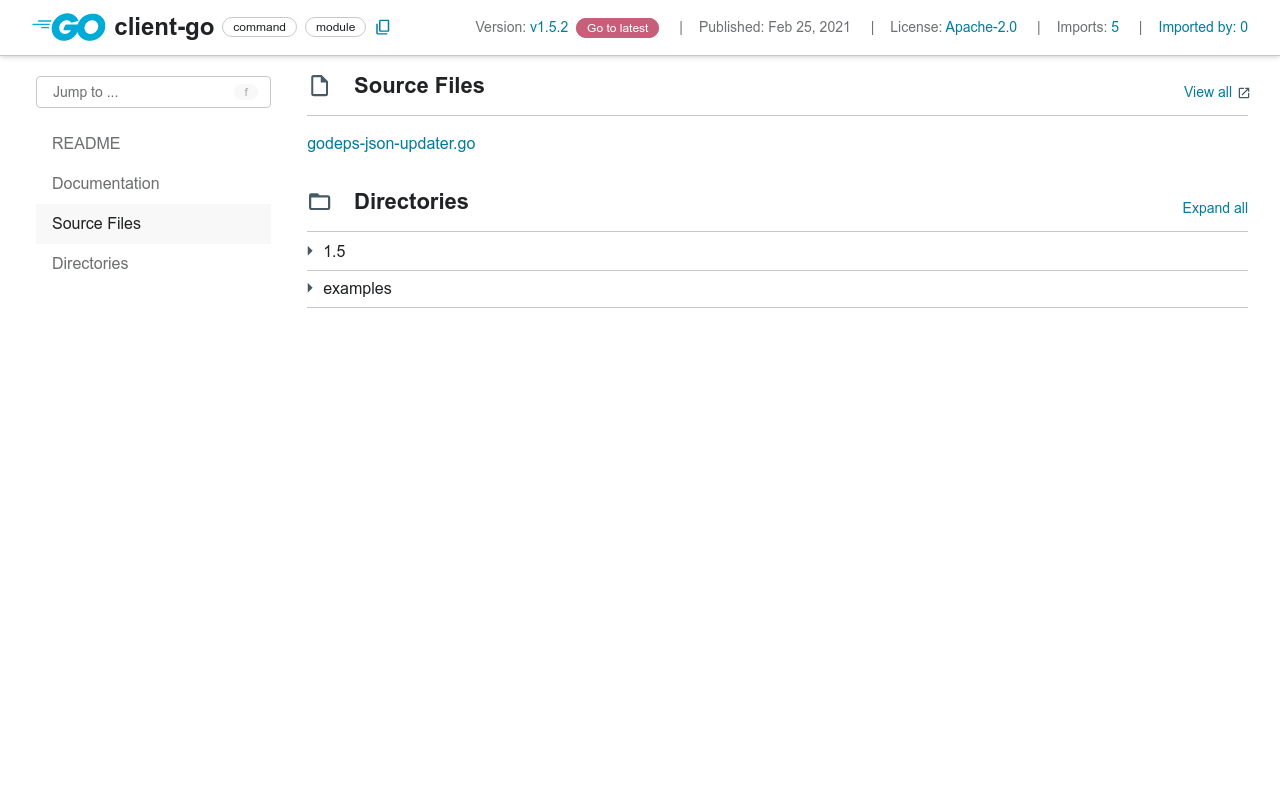 GO client-go command module Version: v1.5.2 Go to latest | Published: Feb 25, 2021 | License: Apache-2.0 | Imports: 5 | Imported by: 0
Jump to ... f
README
Documentation
Source Files
Directories
Source Files View all
godeps-json-updater.go
Directories Expand all
1.5
examples